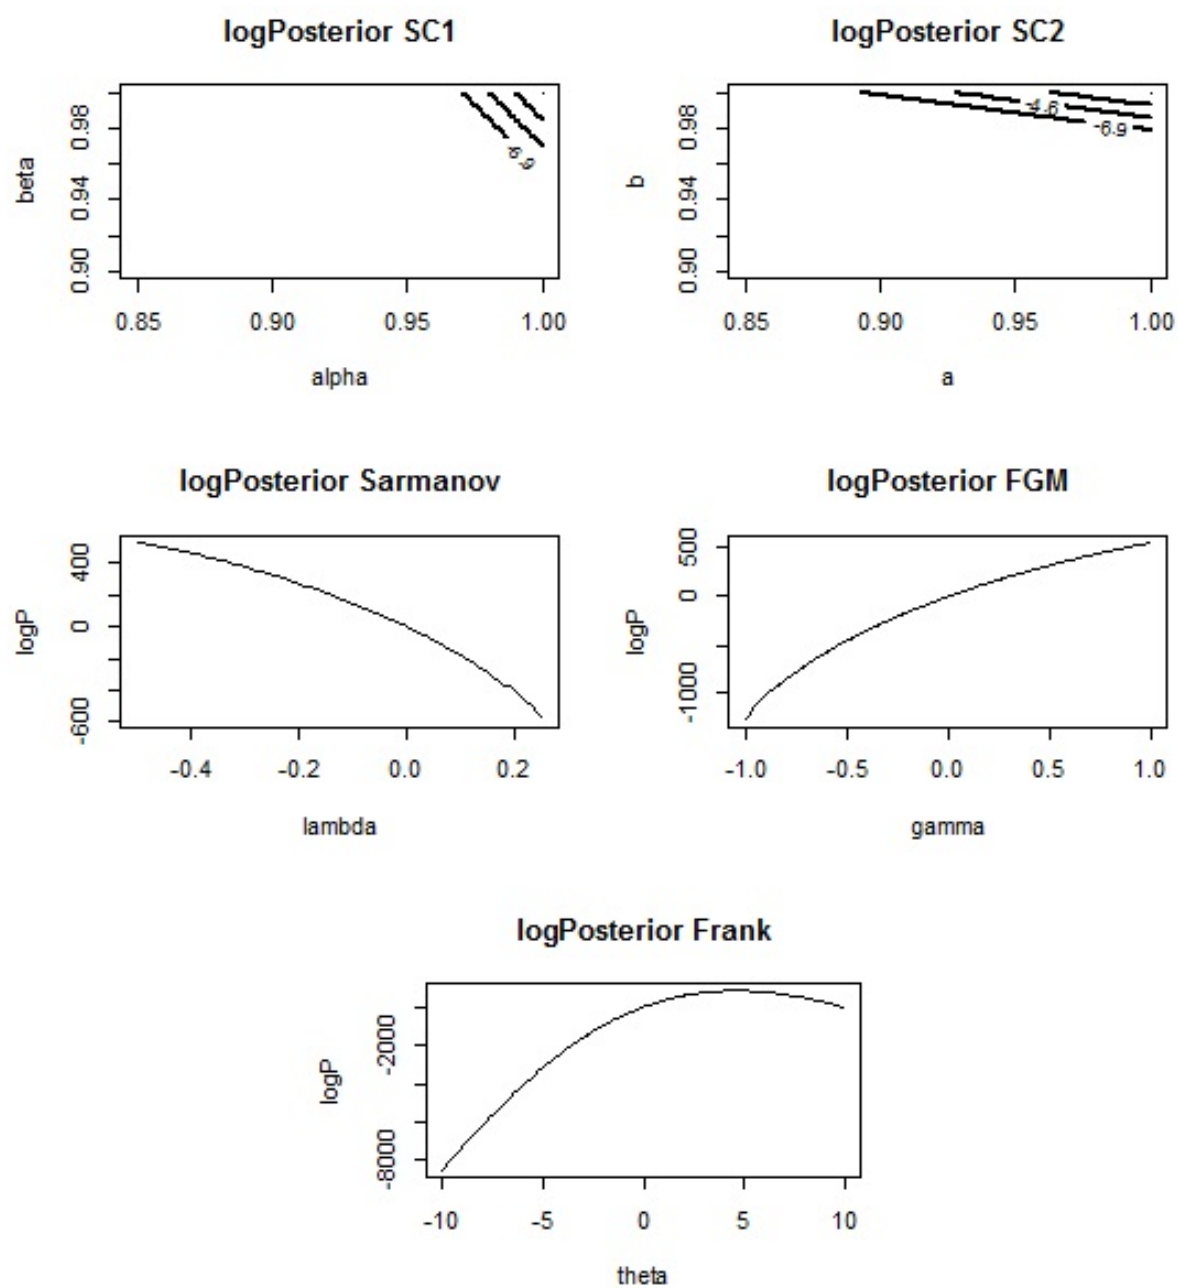 logPosterior SC1
logPosterior SC2
beta
0.90 0.94 0.98
-6.9
0.85 0.90 0.95 1.00
alpha
b
0.90 0.94 0.98
-4.6
-6.9
0.85 0.90 0.95 1.00
a
logPosterior Sarmanov
logPosterior FGM
logP
-600 0 400
-0.4 -0.2 0.0 0.2
lambda
logP
-1000 0 500
-1.0 -0.5 0.0 0.5 1.0
gamma
logPosterior Frank
logP
-8000 -2000
-10 -5 0 5 10
theta